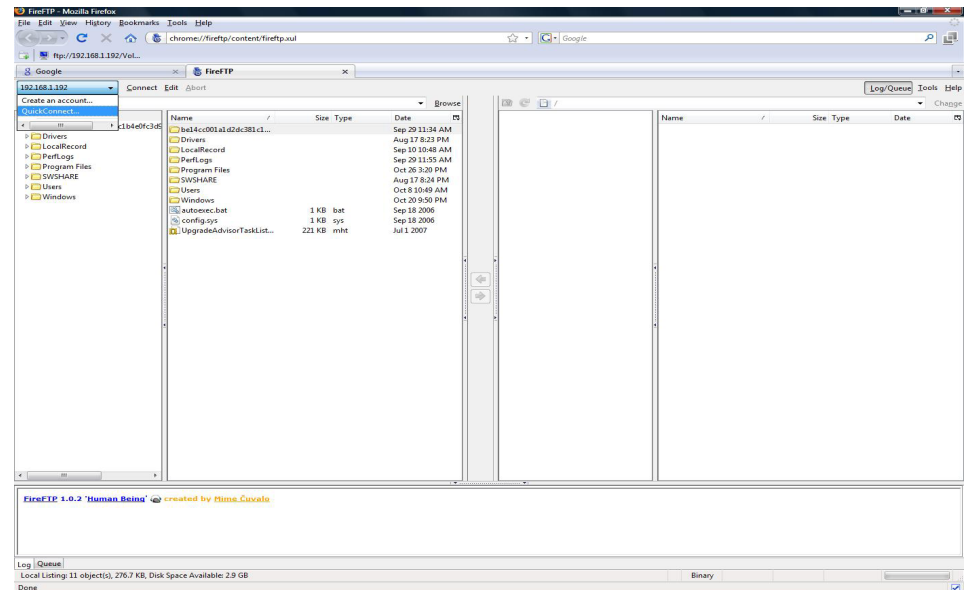 FireFTP - Mozilla Firefox
File Edit View History Bookmarks Tools Help
chrome://fireftp/content/fireftp.xul
Google
ftp://192.168.1.192/Vol...
Google
FireFTP
192.168.1.192
Connect Edit Abort
Log/Queue Tools Help
Create an account...
QuickConnect...
Browse
/
Change
c1b4e0fc3d9
Drivers
LocalRecord
PerfLogs
Program Files
SWSHARE
Users
Windows
Name Size Type Date
be14cc001a1d2dc381c1... Sep 29 11:34 AM
Drivers Aug 17 8:23 PM
LocalRecord Sep 10 10:48 AM
PerfLogs Sep 29 11:55 AM
Program Files Oct 26 3:20 PM
SWSHARE Aug 17 8:24 PM
Users Oct 8 10:49 AM
Windows Oct 20 9:50 PM
autoexec.bat 1 KB bat Sep 18 2006
config.sys 1 KB sys Sep 18 2006
UpgradeAdvisorTaskList... 221 KB mht Jul 1 2007
Name Size Type Date
FireFTP 1.0.2 'Human Being' created by Mime Čuvalo
Log Queue
Local Listing: 11 object(s), 276.7 KB, Disk Space Available: 2.9 GB
Binary
Done